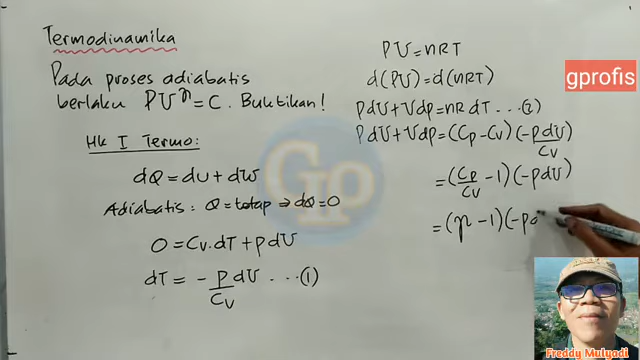 Termodinamika
Pada proses adiabatis
berlaku PV^γ = C. Buktikan!
Hk I Termo:
dQ = dU + dW
Adiabatis: Q = tetap ⇒ dQ = 0
0 = Cv.dT + pdV
dT = - p/Cv dV ... (1)
PV = nRT
d(PV) = d(nRT)
PdV + Vdp = nR dT ... (2)
PdV + Vdp = (Cp - Cv)(-pdV/Cv)
= (Cp/Cv - 1)(-pdV)
= (γ - 1)(-pd
gprofis
Freddy Mulyadi